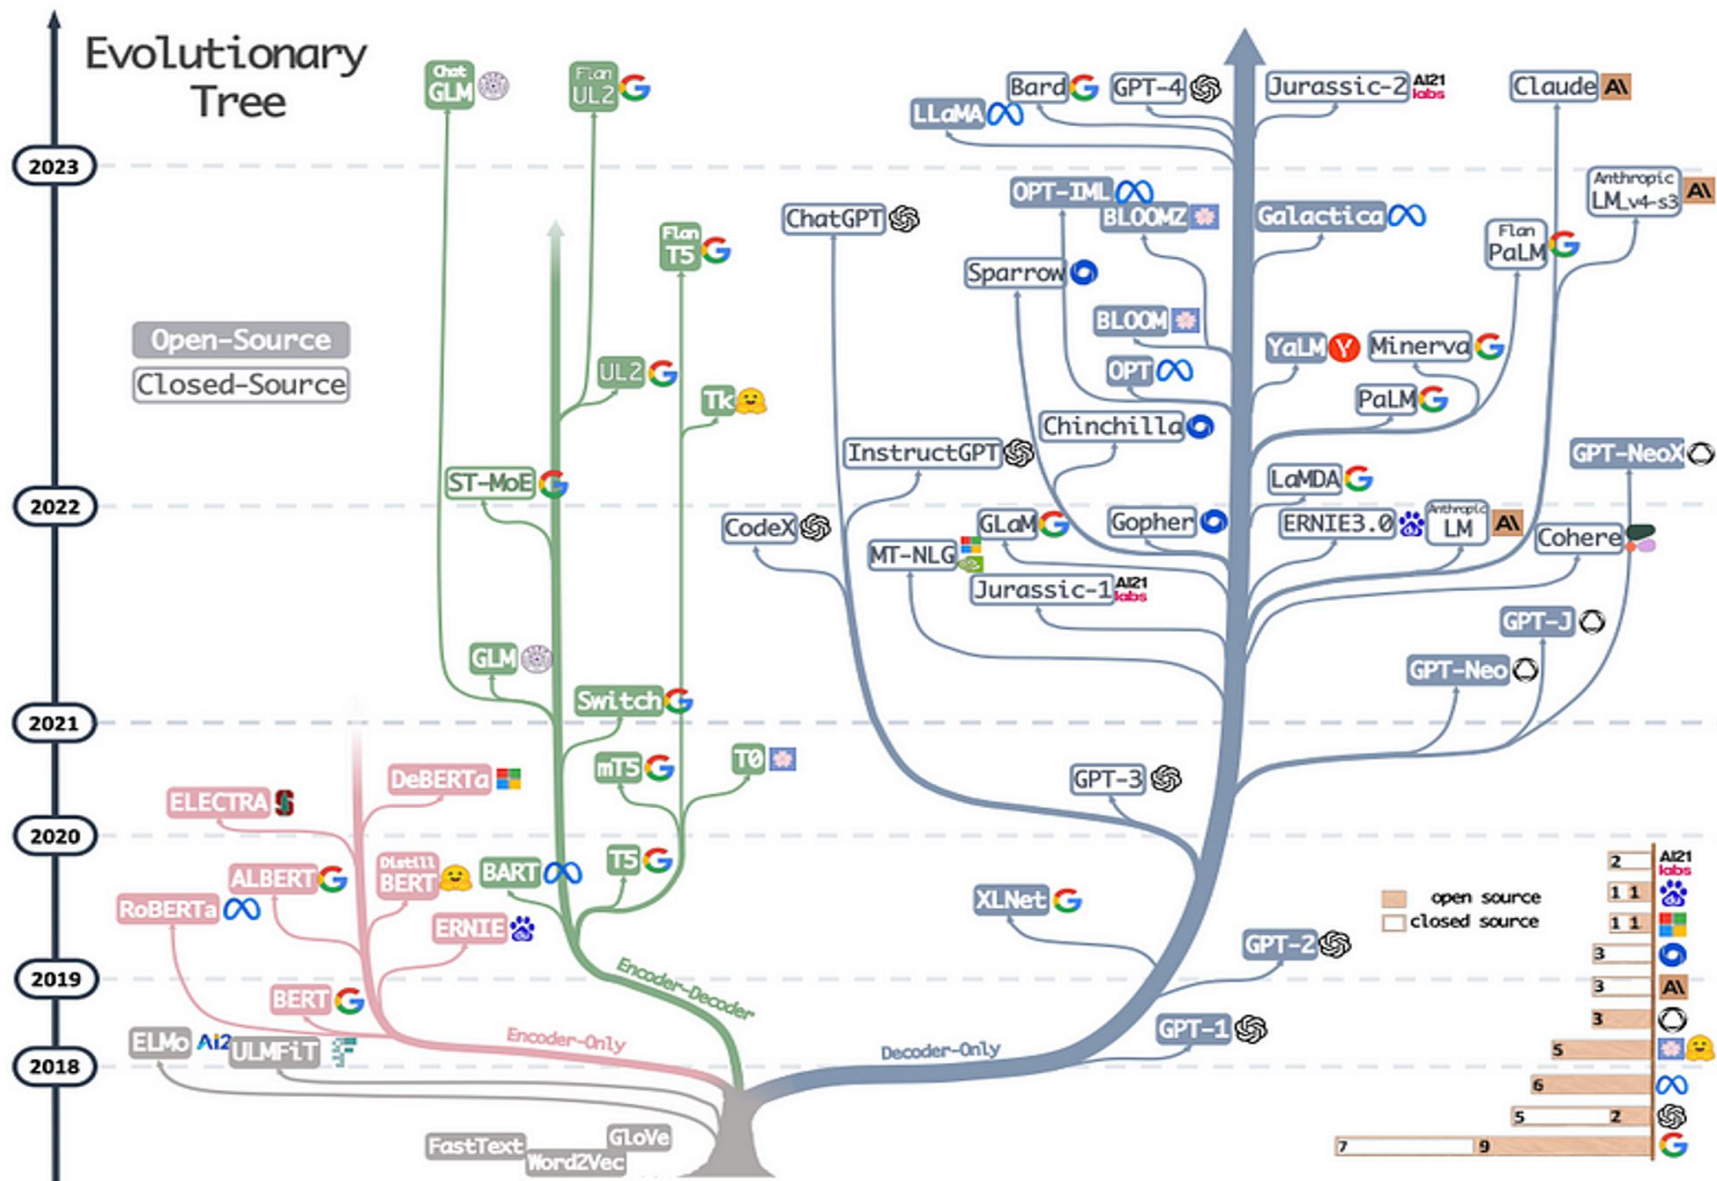 Evolutionary
Tree
Chat
GLM
Flan
UL2
Bard
GPT-4
Jurassic-2
AI21
labs
Claude
A\
LLaMA
2023
OPT-IML
BLOOMZ
Galactica
Anthropic
LM_v4-s3
A\
ChatGPT
Flan
T5
Flan
PaLM
Sparrow
Open-Source
Closed-Source
BLOOM
YaLM
Minerva
UL2
OPT
Tk
PaLM
Chinchilla
InstructGPT
GPT-NeoX
ST-MoE
LaMDA
2022
CodeX
GLaM
Gopher
ERNIE3.0
Anthropic
LM
A\
Cohere
MT-NLG
Jurassic-1
AI21
labs
GPT-J
GLM
GPT-Neo
Switch
2021
mT5
T0
DeBERTa
GPT-3
ELECTRA
2020
BART
T5
ALBERT
Distill
BERT
RoBERTa
XLNet
ERNIE
GPT-2
2019
Encoder-Decoder
BERT
GPT-1
ELMo
Ai2
ULMFiT
Encoder-Only
Decoder-Only
2018
FastText
GloVe
Word2Vec
open source
closed source
2
AI21
labs
1 1
du
1 1
3
3
A\
3
5
6
5 2
7 9